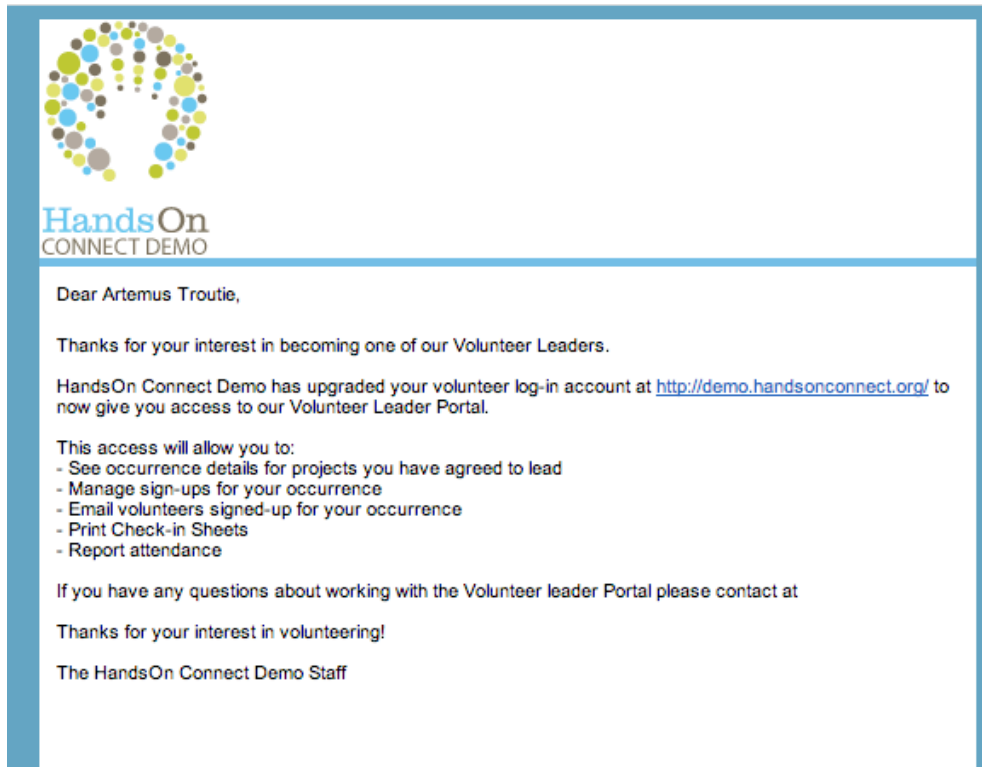 HandsOn
CONNECT DEMO
Dear Artemus Troutie,
Thanks for your interest in becoming one of our Volunteer Leaders.
HandsOn Connect Demo has upgraded your volunteer log-in account at http://demo.handsonconnect.org/ to
now give you access to our Volunteer Leader Portal.
This access will allow you to:
- See occurrence details for projects you have agreed to lead
- Manage sign-ups for your occurrence
- Email volunteers signed-up for your occurrence
- Print Check-in Sheets
- Report attendance
If you have any questions about working with the Volunteer leader Portal please contact at
Thanks for your interest in volunteering!
The HandsOn Connect Demo Staff